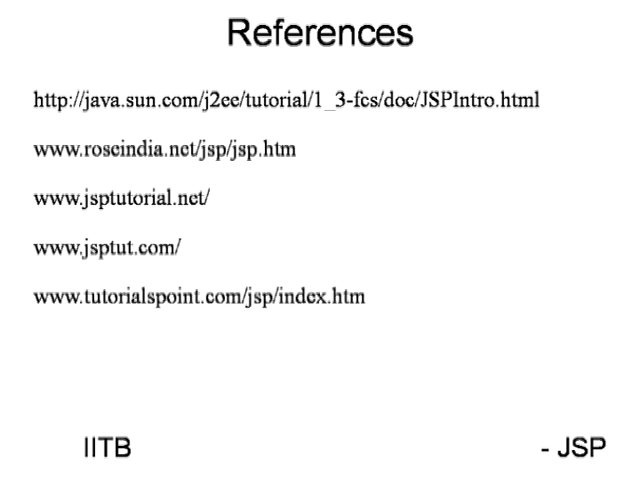 References
http://java.sun.com/j2ee/tutorial/1_3-fcs/doc/JSPIntro.html
www.roseindia.net/jsp/jsp.htm
www.jsptutorial.net/
www.jsptut.com/
www.tutorialspoint.com/jsp/index.htm
IITB - JSP